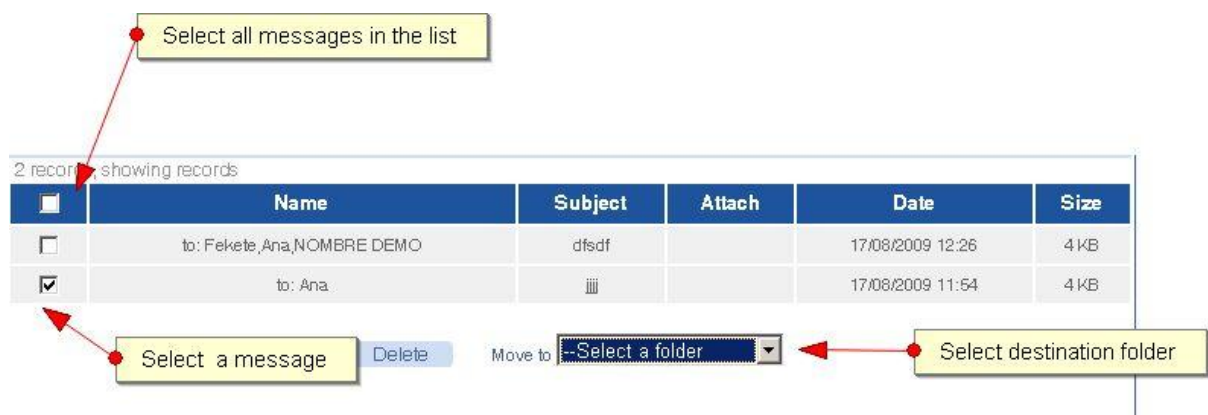 Select all messages in the list
2 records, showing records
Name Subject Attach Date Size
to: Fekete,Ana,NOMBRE DEMO dfsdf 17/08/2009 12:26 4 KB
to: Ana jjjj 17/08/2009 11:54 4 KB
Select a message Delete Move to --Select a folder Select destination folder